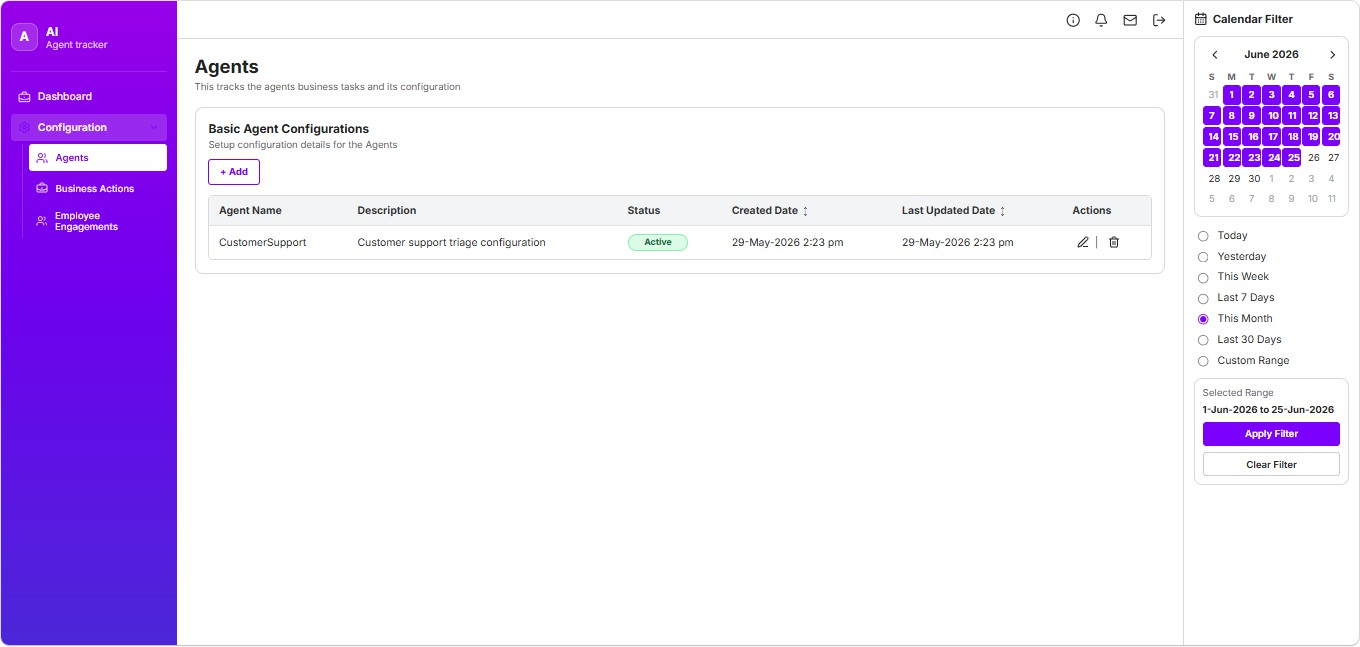 A
AI
Agent tracker
Dashboard
Configuration
Agents
Business Actions
Employee
Engagements
Agents
This tracks the agents business tasks and its configuration
Basic Agent Configurations
Setup configuration details for the Agents
+ Add
Agent Name Description Status Created Date Last Updated Date Actions
CustomerSupport Customer support triage configuration Active 29-May-2026 2:23 pm 29-May-2026 2:23 pm
Calendar Filter
June 2026
S M T W T F S
31 1 2 3 4 5 6
7 8 9 10 11 12 13
14 15 16 17 18 19 20
21 22 23 24 25 26 27
28 29 30 1 2 3 4
5 6 7 8 9 10 11
Today
Yesterday
This Week
Last 7 Days
This Month
Last 30 Days
Custom Range
Selected Range
1-Jun-2026 to 25-Jun-2026
Apply Filter
Clear Filter